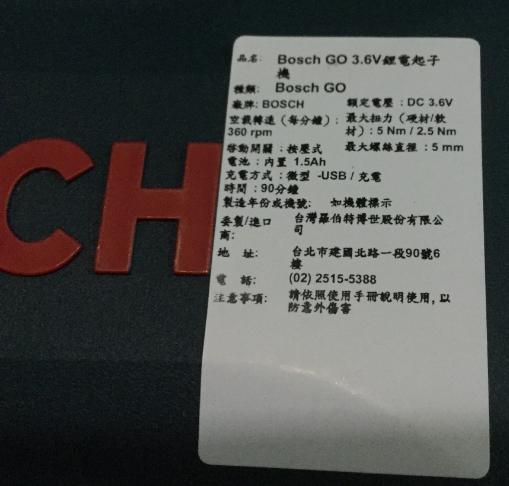 CH
品名: Bosch GO 3.6V鋰電起子
機
種類: Bosch GO
廠牌: BOSCH 額定電壓 : DC 3.6V
空載轉速 (每分鐘) : 最大扭力 (硬材/軟
360 rpm 材) : 5 Nm / 2.5 Nm
啓動開關 : 按壓式 最大螺絲直徑 : 5 mm
電池 : 內置 1.5Ah
充電方式 : 微型 -USB / 充電
時間 : 90分鐘
製造年份或機號: 如機體標示
委製/進口 台灣羅伯特博世股份有限公
商: 司
地 址: 台北市建國北路一段90號6
樓
電 話: (02) 2515-5388
注意事項: 請依照使用手冊說明使用, 以
防意外傷害